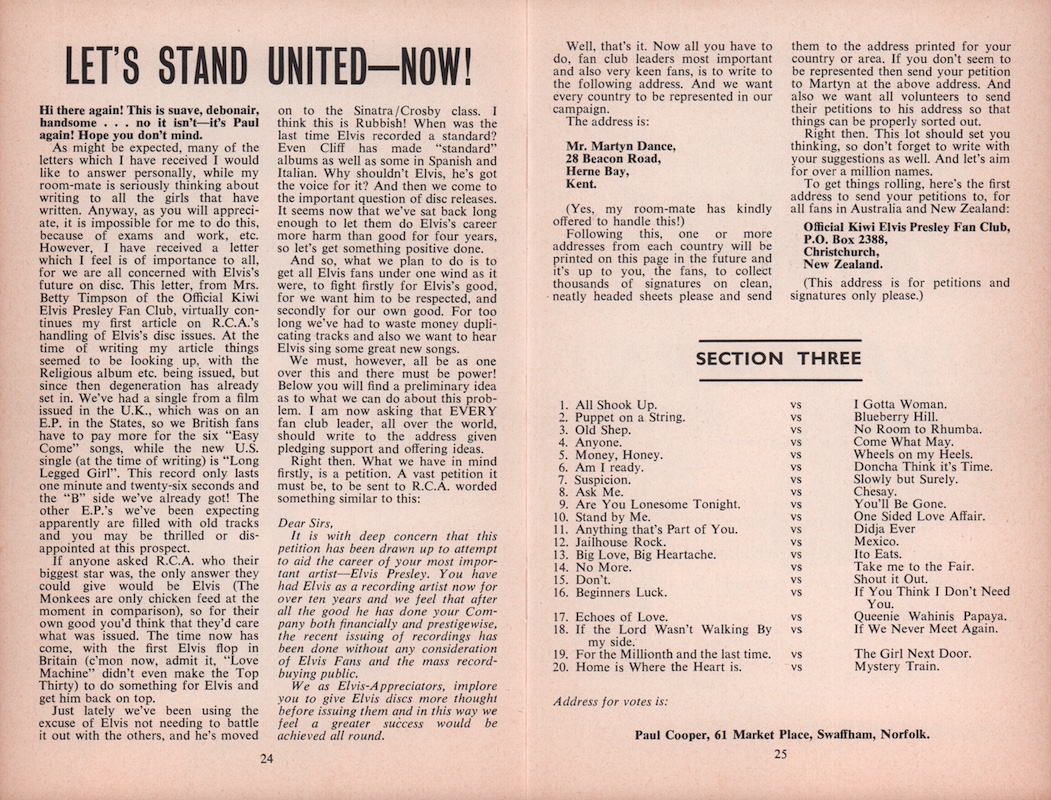 LET'S STAND UNITED—NOW!
Hi there again! This is suave, debonair,
handsome . . . no it isn't—it's Paul
again! Hope you don't mind.
As might be expected, many of the
letters which I have received I would
like to answer personally, while my
room-mate is seriously thinking about
writing to all the girls that have
written. Anyway, as you will appreci-
ate, it is impossible for me to do this,
because of exams and work, etc.
However, I have received a letter
which I feel is of importance to all,
for we are all concerned with Elvis's
future on disc. This letter, from Mrs.
Betty Timpson of the Official Kiwi
Elvis Presley Fan Club, virtually con-
tinues my first article on R.C.A.'s
handling of Elvis's disc issues. At the
time of writing my article things
seemed to be looking up, with the
Religious album etc. being issued, but
since then degeneration has already
set in. We've had a single from a film
issued in the U.K., which was on an
E.P. in the States, so we British fans
have to pay more for the six "Easy
Come" songs, while the new U.S.
single (at the time of writing) is "Long
Legged Girl". This record only lasts
one minute and twenty-six seconds and
the "B" side we've already got! The
other E.P.'s we've been expecting
apparently are filled with old tracks
and you may be thrilled or dis-
appointed at this prospect.
If anyone asked R.C.A. who their
biggest star was, the only answer they
could give would be Elvis (The
Monkees are only chicken feed at the
moment in comparison), so for their
own good you'd think that they'd care
what was issued. The time now has
come, with the first Elvis flop in
Britain (c'mon now, admit it, "Love
Machine" didn't even make the Top
Thirty) to do something for Elvis and
get him back on top.
Just lately we've been using the
excuse of Elvis not needing to battle
it out with the others, and he's moved
on to the Sinatra/Crosby class. I
think this is Rubbish! When was the
last time Elvis recorded a standard?
Even Cliff has made "standard"
albums as well as some in Spanish and
Italian. Why shouldn't Elvis, he's got
the voice for it? And then we come to
the important question of disc releases.
It seems now that we've sat back long
enough to let them do Elvis's career
more harm than good for four years,
so let's get something positive done.
And so, what we plan to do is to
get all Elvis fans under one wind as it
were, to fight firstly for Elvis's good,
for we want him to be respected, and
secondly for our own good. For too
long we've had to waste money dupli-
cating tracks and also we want to hear
Elvis sing some great new songs.
We must, however, all be as one
over this and there must be power!
Below you will find a preliminary idea
as to what we can do about this prob-
lem. I am now asking that EVERY
fan club leader, all over the world,
should write to the address given
pledging support and offering ideas.
Right then. What we have in mind
firstly, is a petition. A vast petition it
must be, to be sent to R.C.A. worded
something similar to this:
Dear Sirs,
It is with deep concern that this
petition has been drawn up to attempt
to aid the career of your most impor-
tant artist—Elvis Presley. You have
had Elvis as a recording artist now for
over ten years and we feel that after
all the good he has done your Com-
pany both financially and prestigewise,
the recent issuing of recordings has
been done without any consideration
of Elvis Fans and the mass record-
buying public.
We as Elvis-Appreciators, implore
you to give Elvis discs more thought
before issuing them and in this way we
feel a greater success would be
achieved all round.
24
Well, that's it. Now all you have to
do, fan club leaders most important
and also very keen fans, is to write to
the following address. And we want
every country to be represented in our
campaign.
The address is:
Mr. Martyn Dance,
28 Beacon Road,
Herne Bay,
Kent.
(Yes, my room-mate has kindly
offered to handle this!)
Following this, one or more
addresses from each country will be
printed on this page in the future and
it's up to you, the fans, to collect
thousands of signatures on clean,
neatly headed sheets please and send
them to the address printed for your
country or area. If you don't seem to
be represented then send your petition
to Martyn at the above address. And
also we want all volunteers to send
their petitions to his address so that
things can be properly sorted out.
Right then. This lot should set you
thinking, so don't forget to write with
your suggestions as well. And let's aim
for over a million names.
To get things rolling, here's the first
address to send your petitions to, for
all fans in Australia and New Zealand:
Official Kiwi Elvis Presley Fan Club,
P.O. Box 2388,
Christchurch,
New Zealand.
(This address is for petitions and
signatures only please.)
SECTION THREE
1. All Shook Up. vs I Gotta Woman.
2. Puppet on a String. vs Blueberry Hill.
3. Old Shep. vs No Room to Rhumba.
4. Anyone. vs Come What May.
5. Money, Honey. vs Wheels on my Heels.
6. Am I ready. vs Doncha Think it's Time.
7. Suspicion. vs Slowly but Surely.
8. Ask Me. vs Chesay.
9. Are You Lonesome Tonight. vs You'll Be Gone.
10. Stand by Me. vs One Sided Love Affair.
11. Anything that's Part of You. vs Didja Ever
12. Jailhouse Rock. vs Mexico.
13. Big Love, Big Heartache. vs Ito Eats.
14. No More. vs Take me to the Fair.
15. Don't. vs Shout it Out.
16. Beginners Luck. vs If You Think I Don't Need
You.
17. Echoes of Love. vs Queenie Wahinis Papaya.
18. If the Lord Wasn't Walking By vs If We Never Meet Again.
my side.
19. For the Millionth and the last time. vs The Girl Next Door.
20. Home is Where the Heart is. vs Mystery Train.
Address for votes is:
Paul Cooper, 61 Market Place, Swaffham, Norfolk.
25